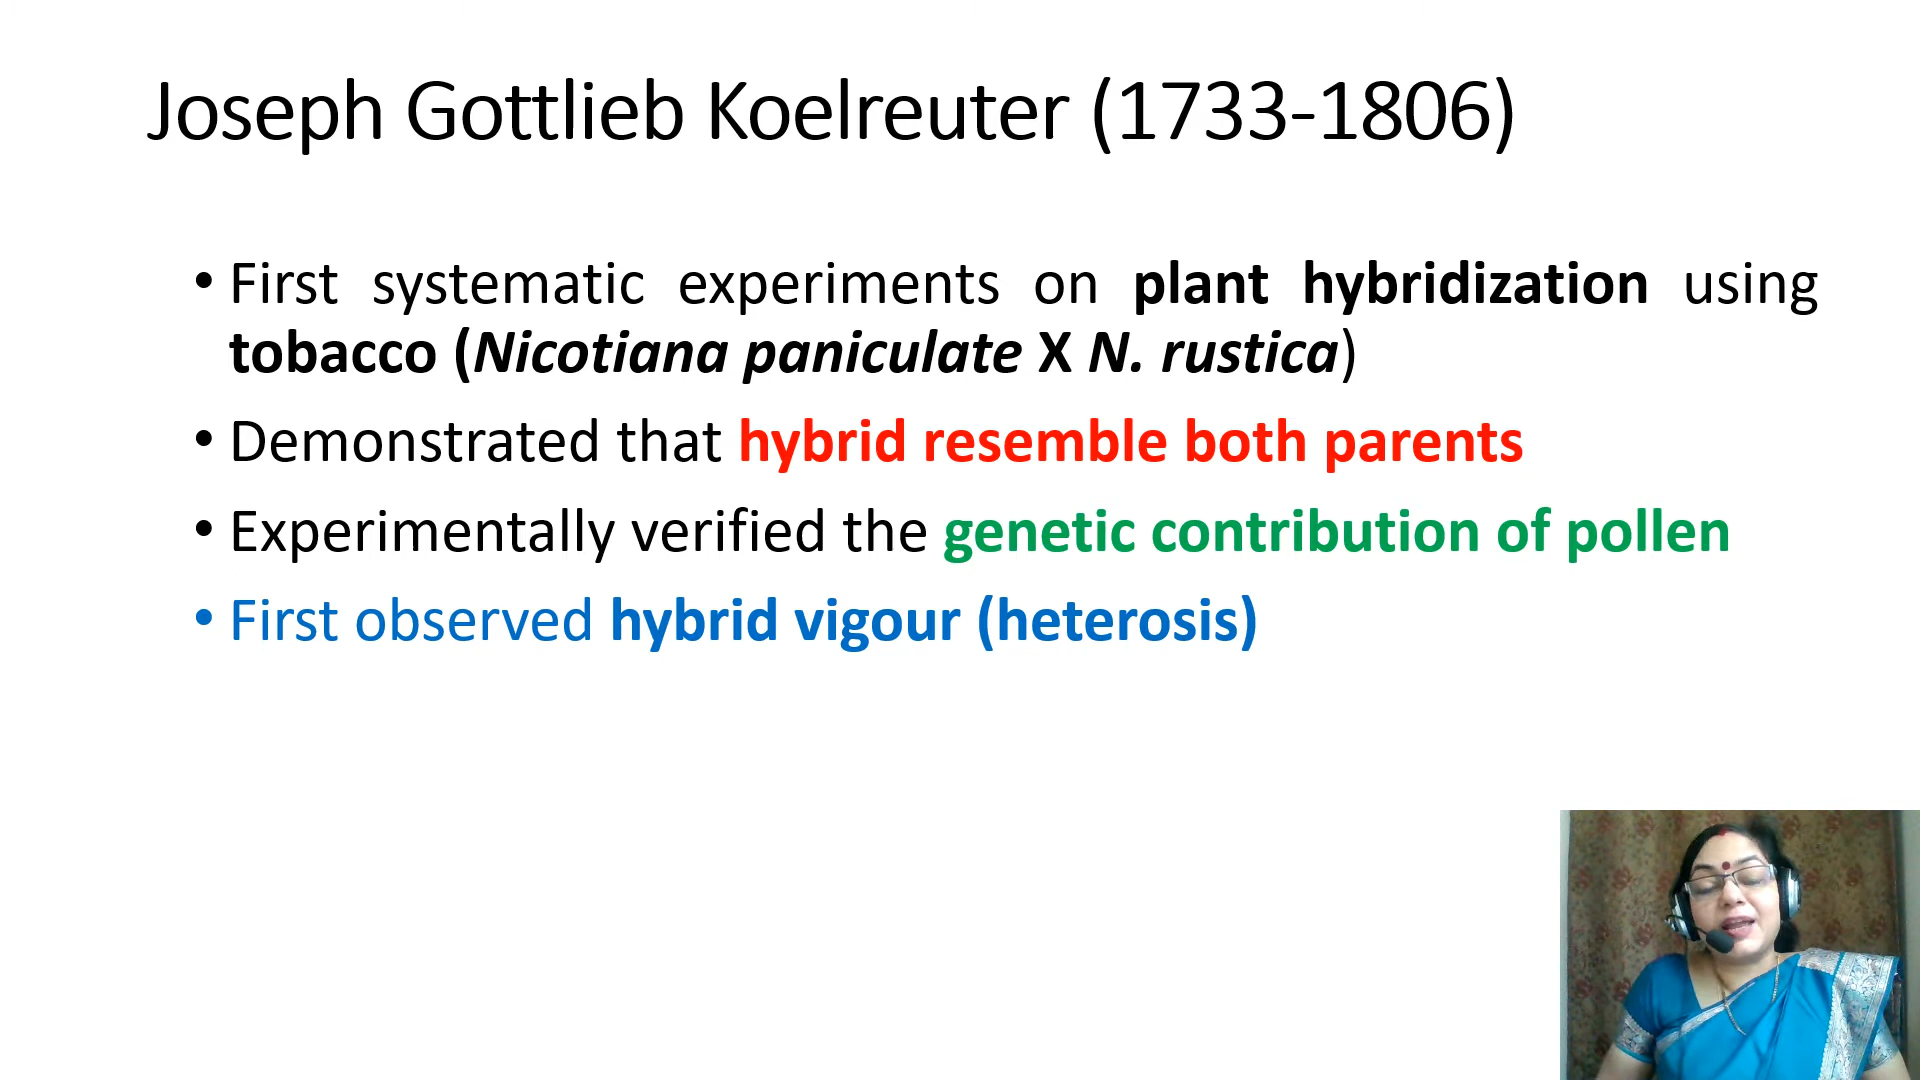 Joseph Gottlieb Koelreuter (1733-1806)
• First systematic experiments on plant hybridization using
tobacco (Nicotiana paniculate X N. rustica)
• Demonstrated that hybrid resemble both parents
• Experimentally verified the genetic contribution of pollen
• First observed hybrid vigour (heterosis)